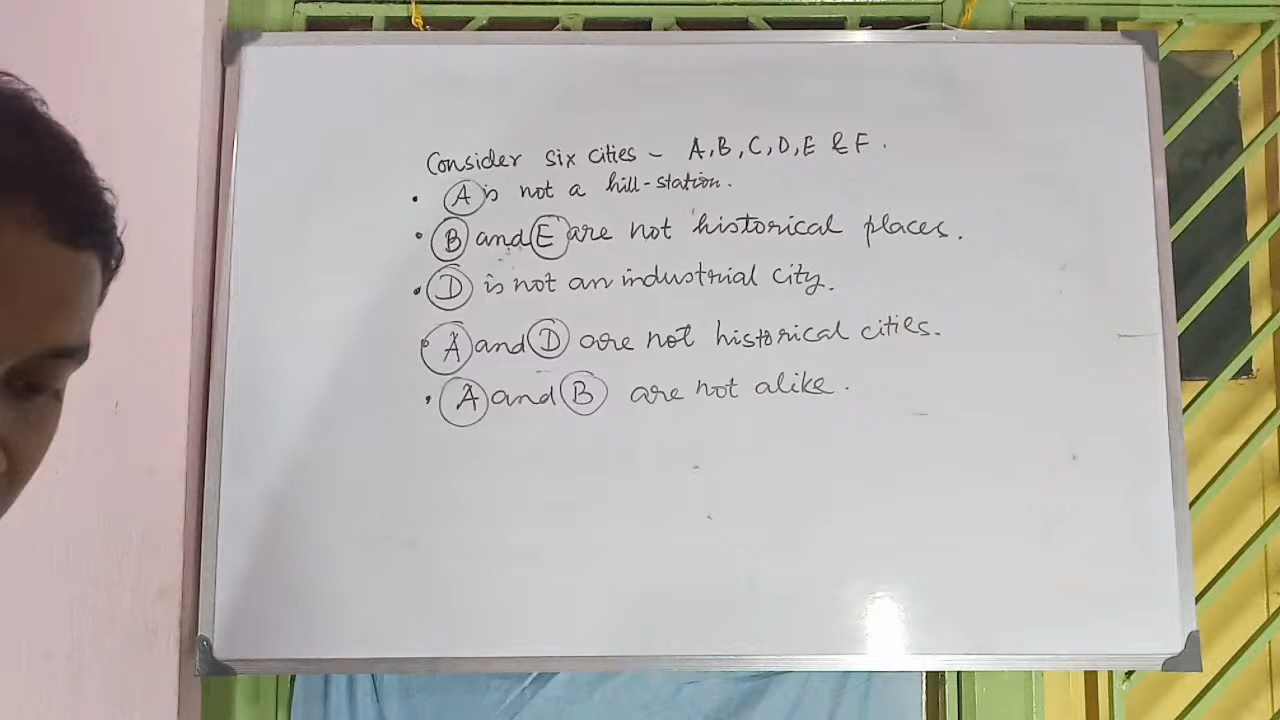 Consider six cities - A, B, C, D, E & F.
• A is not a hill-station.
• B and E are not historical places.
• D is not an industrial city.
• A and D are not historical cities.
• A and B are not alike.